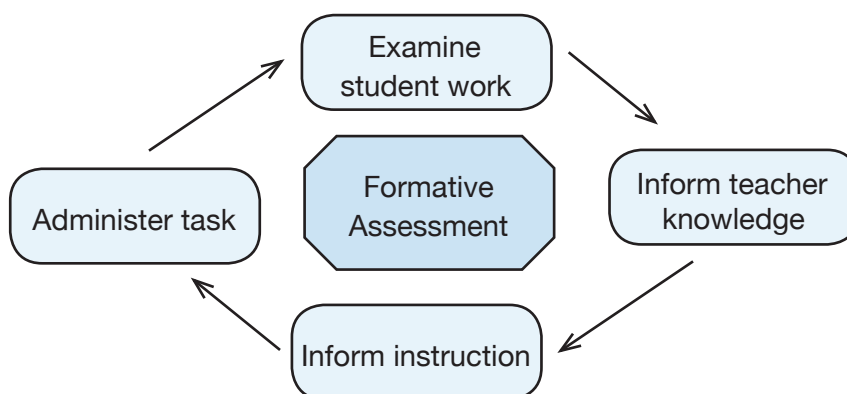 Examine
student work
Inform teacher
knowledge
Formative
Assessment
Administer task
Inform instruction